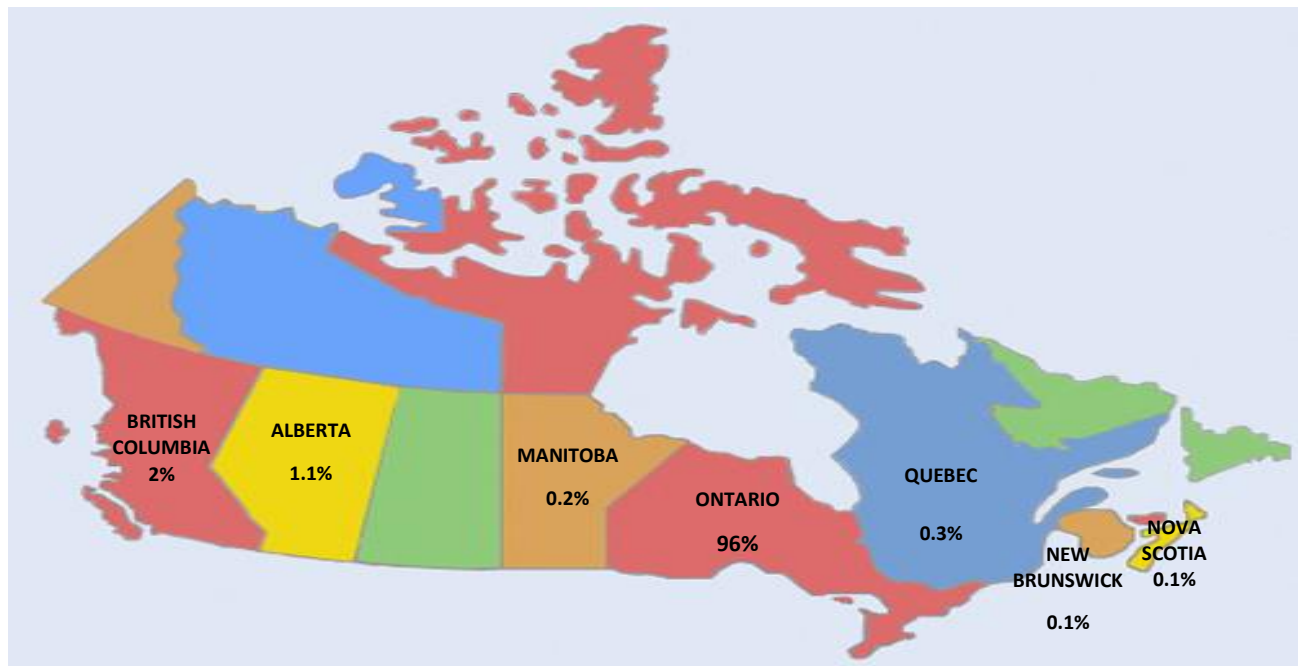 BRITISH
COLUMBIA
2%
ALBERTA
1.1%
MANITOBA
0.2%
ONTARIO
96%
QUEBEC
0.3%
NEW
BRUNSWICK
0.1%
NOVA
SCOTIA
0.1%